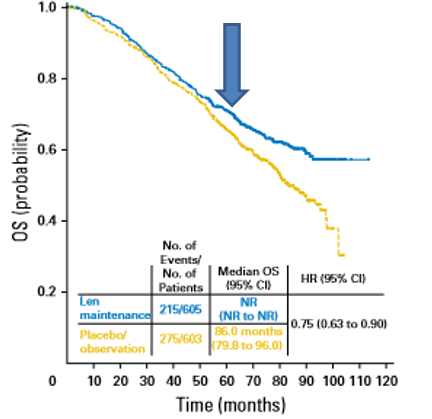 1.0
0.8
0.6
0.4
0.2
OS (probability)
No. of
Events/
No. of
Patients
Median OS
(95% CI)
HR (95% CI)
Len
maintenance
215/605
NR
(NR to NR)
0.75 (0.63 to 0.90)
Placebo/
observation
275/603
86.0 months
(79.8 to 96.0)
0 10 20 30 40 50 60 70 80 90 100 110 120
Time (months)